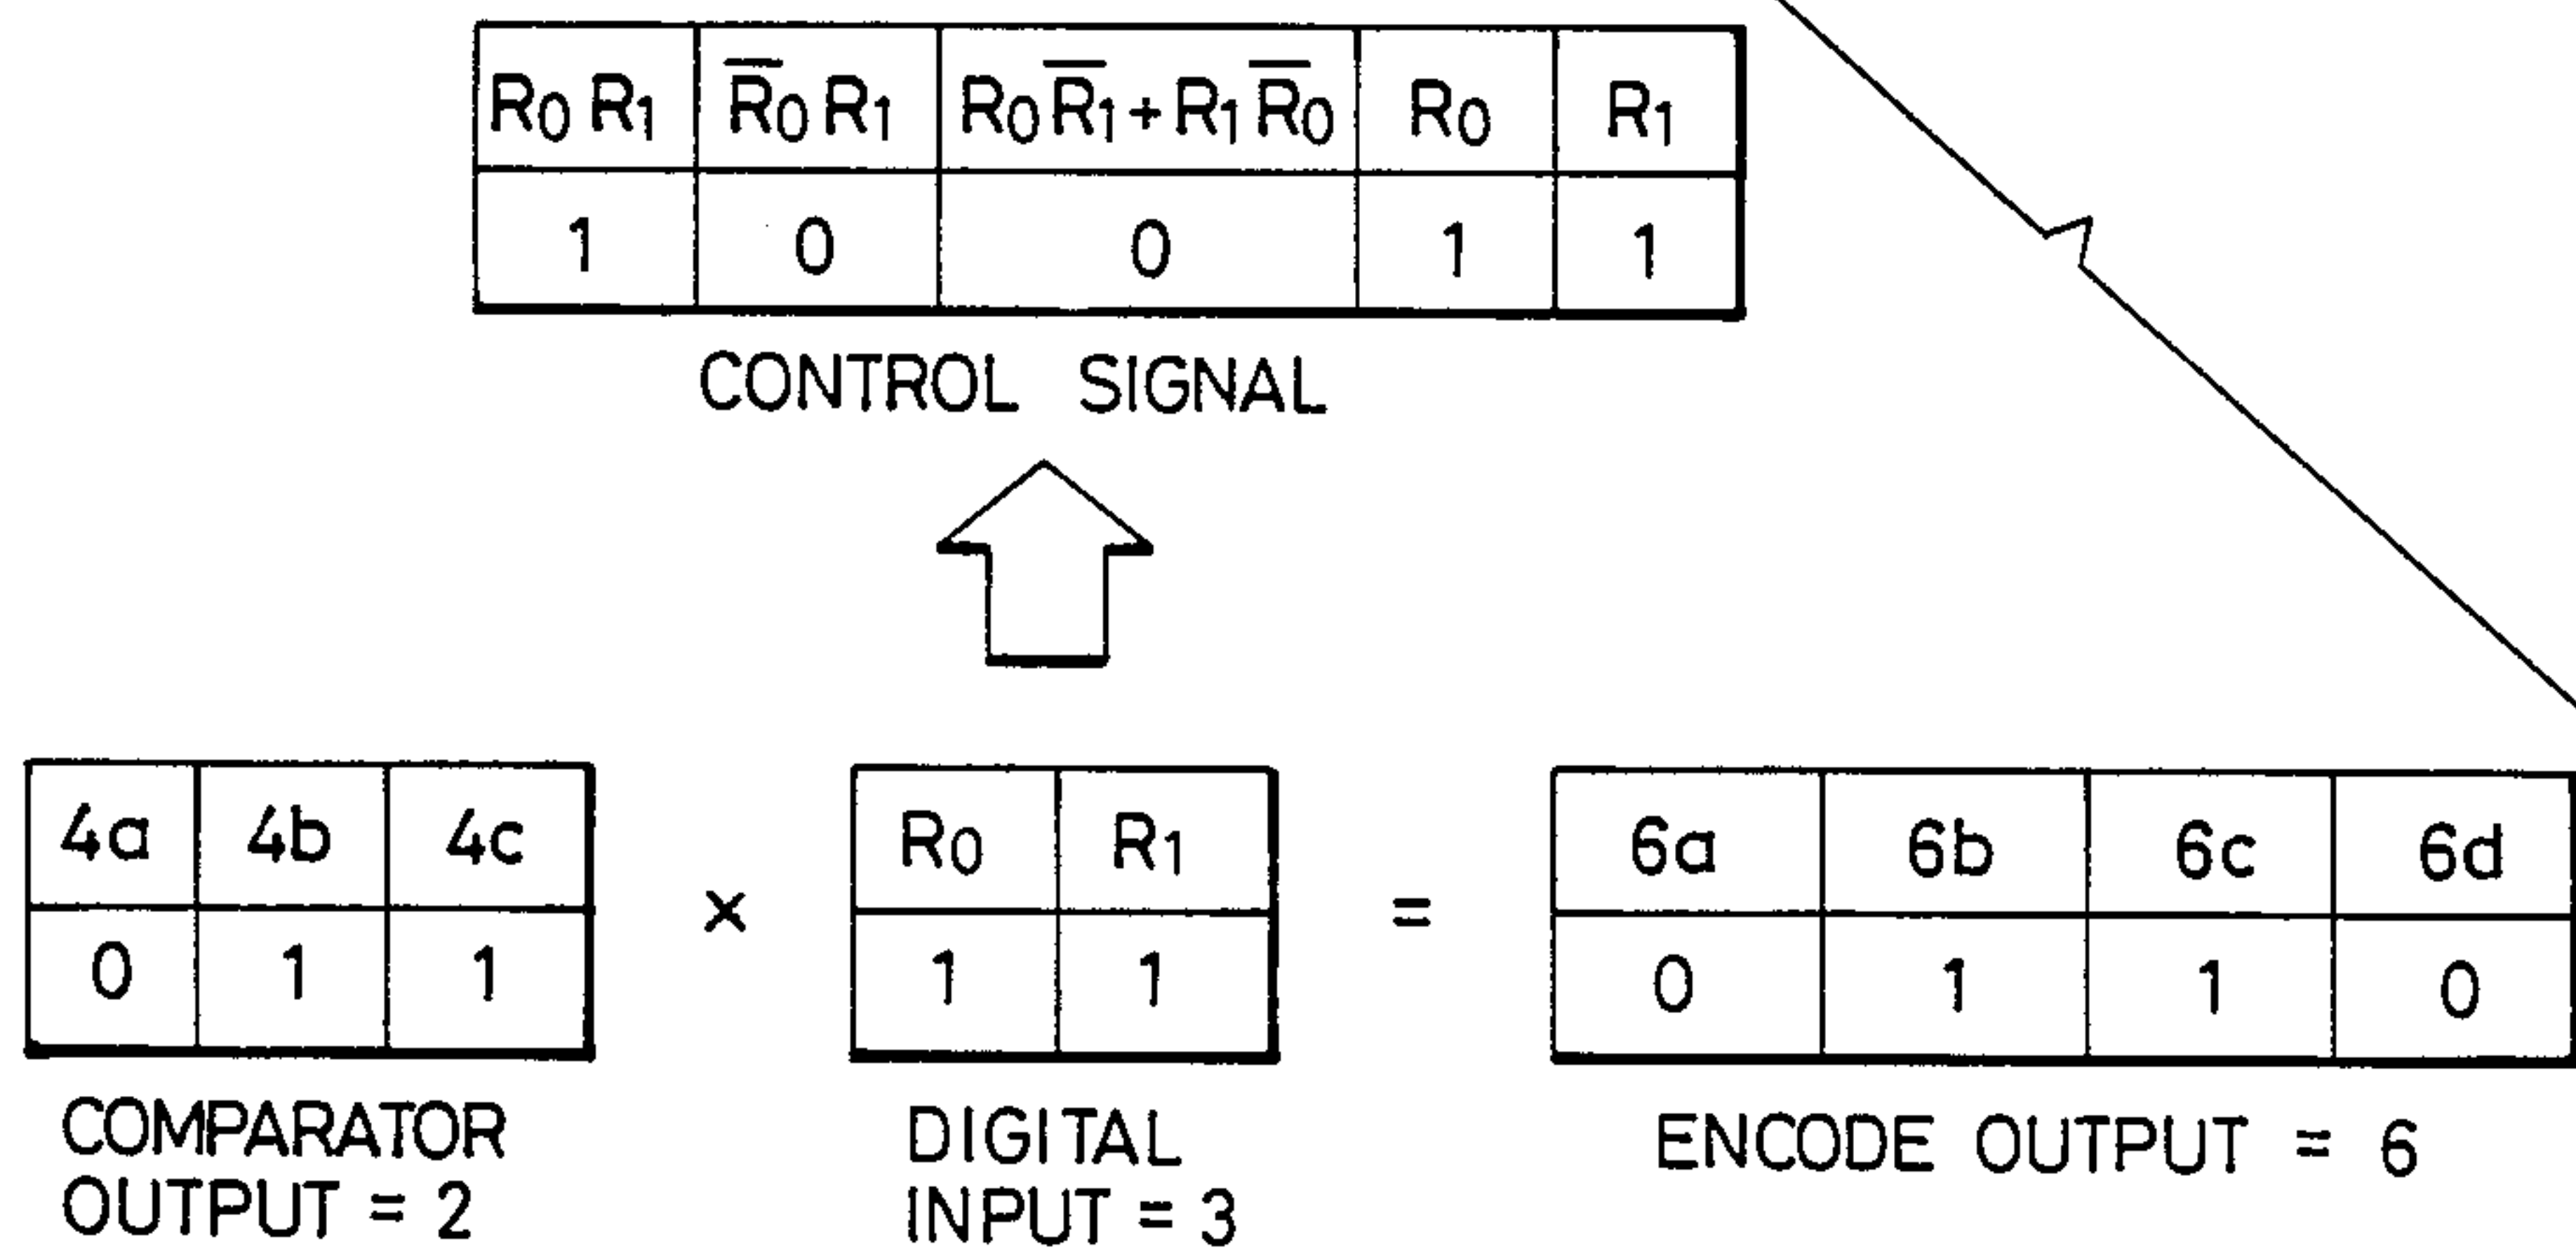 R₀ R₁ R̅₀ R₁ R₀ R̅₁ + R₁ R̅₀ R₀ R₁
1 0 0 1 1
CONTROL SIGNAL
4a 4b 4c × R₀ R₁ = 6a 6b 6c 6d
0 1 1 1 1 0 1 1 0
COMPARATOR
OUTPUT = 2
DIGITAL
INPUT = 3
ENCODE OUTPUT = 6